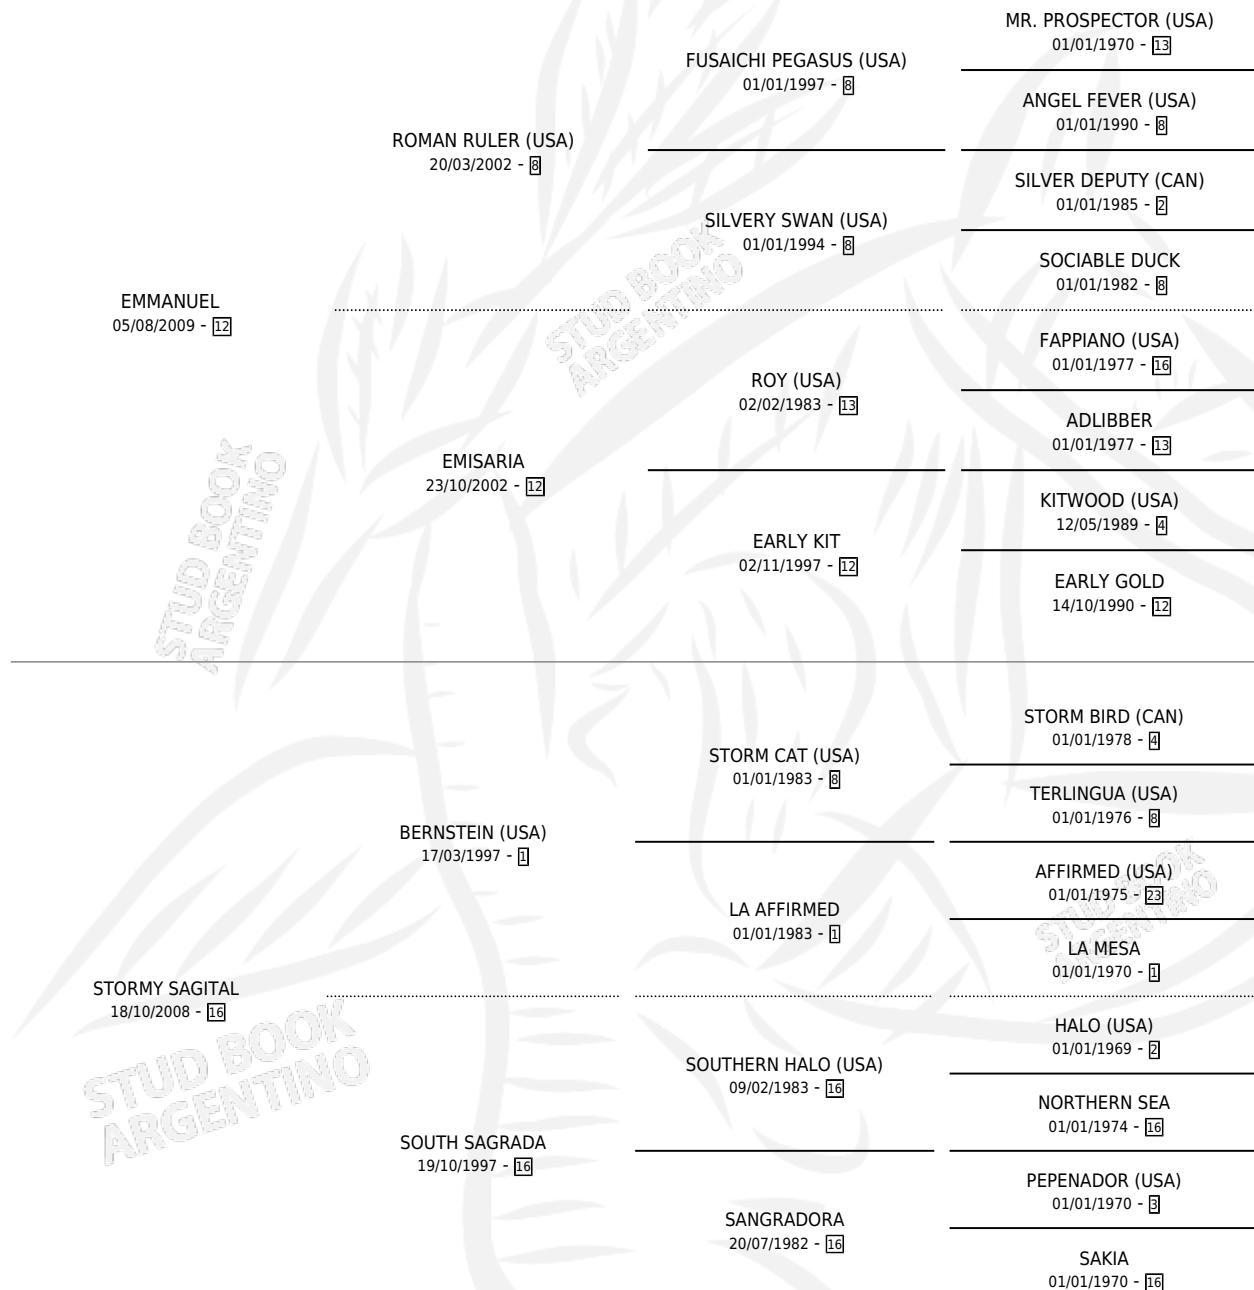 MR. PROSPECTOR (USA)
01/01/1970 - 13
FUSAICHI PEGASUS (USA)
01/01/1997 - 8
ANGEL FEVER (USA)
01/01/1990 - 8
ROMAN RULER (USA)
20/03/2002 - 8
SILVER DEPUTY (CAN)
01/01/1985 - 2
SILVERY SWAN (USA)
01/01/1994 - 8
SOCIABLE DUCK
01/01/1982 - 8
STUD BOOK
ARGENTINO
EMMANUEL
05/08/2009 - 12
FAPPIANO (USA)
01/01/1977 - 16
ROY (USA)
02/02/1983 - 13
ADLIBBER
01/01/1977 - 13
EMISARIA
23/10/2002 - 12
KITWOOD (USA)
12/05/1989 - 4
EARLY KIT
02/11/1997 - 12
EARLY GOLD
14/10/1990 - 12
STUD BOOK
ARGENTINO
STORM BIRD (CAN)
01/01/1978 - 4
STORM CAT (USA)
01/01/1983 - 8
TERLINGUA (USA)
01/01/1976 - 8
BERNSTEIN (USA)
17/03/1997 - 1
AFFIRMED (USA)
01/01/1975 - 23
LA AFFIRMED
01/01/1983 - 1
STUD BOOK
ARGENTINO
LA MESA
01/01/1970 - 1
STORMY SAGITAL
18/10/2008 - 16
STUD BOOK
ARGENTINO
HALO (USA)
01/01/1969 - 2
SOUTHERN HALO (USA)
09/02/1983 - 16
NORTHERN SEA
01/01/1974 - 16
SOUTH SAGRADA
19/10/1997 - 16
PEPENADOR (USA)
01/01/1970 - 3
SANGRADORA
20/07/1982 - 16
SAKIA
01/01/1970 - 16